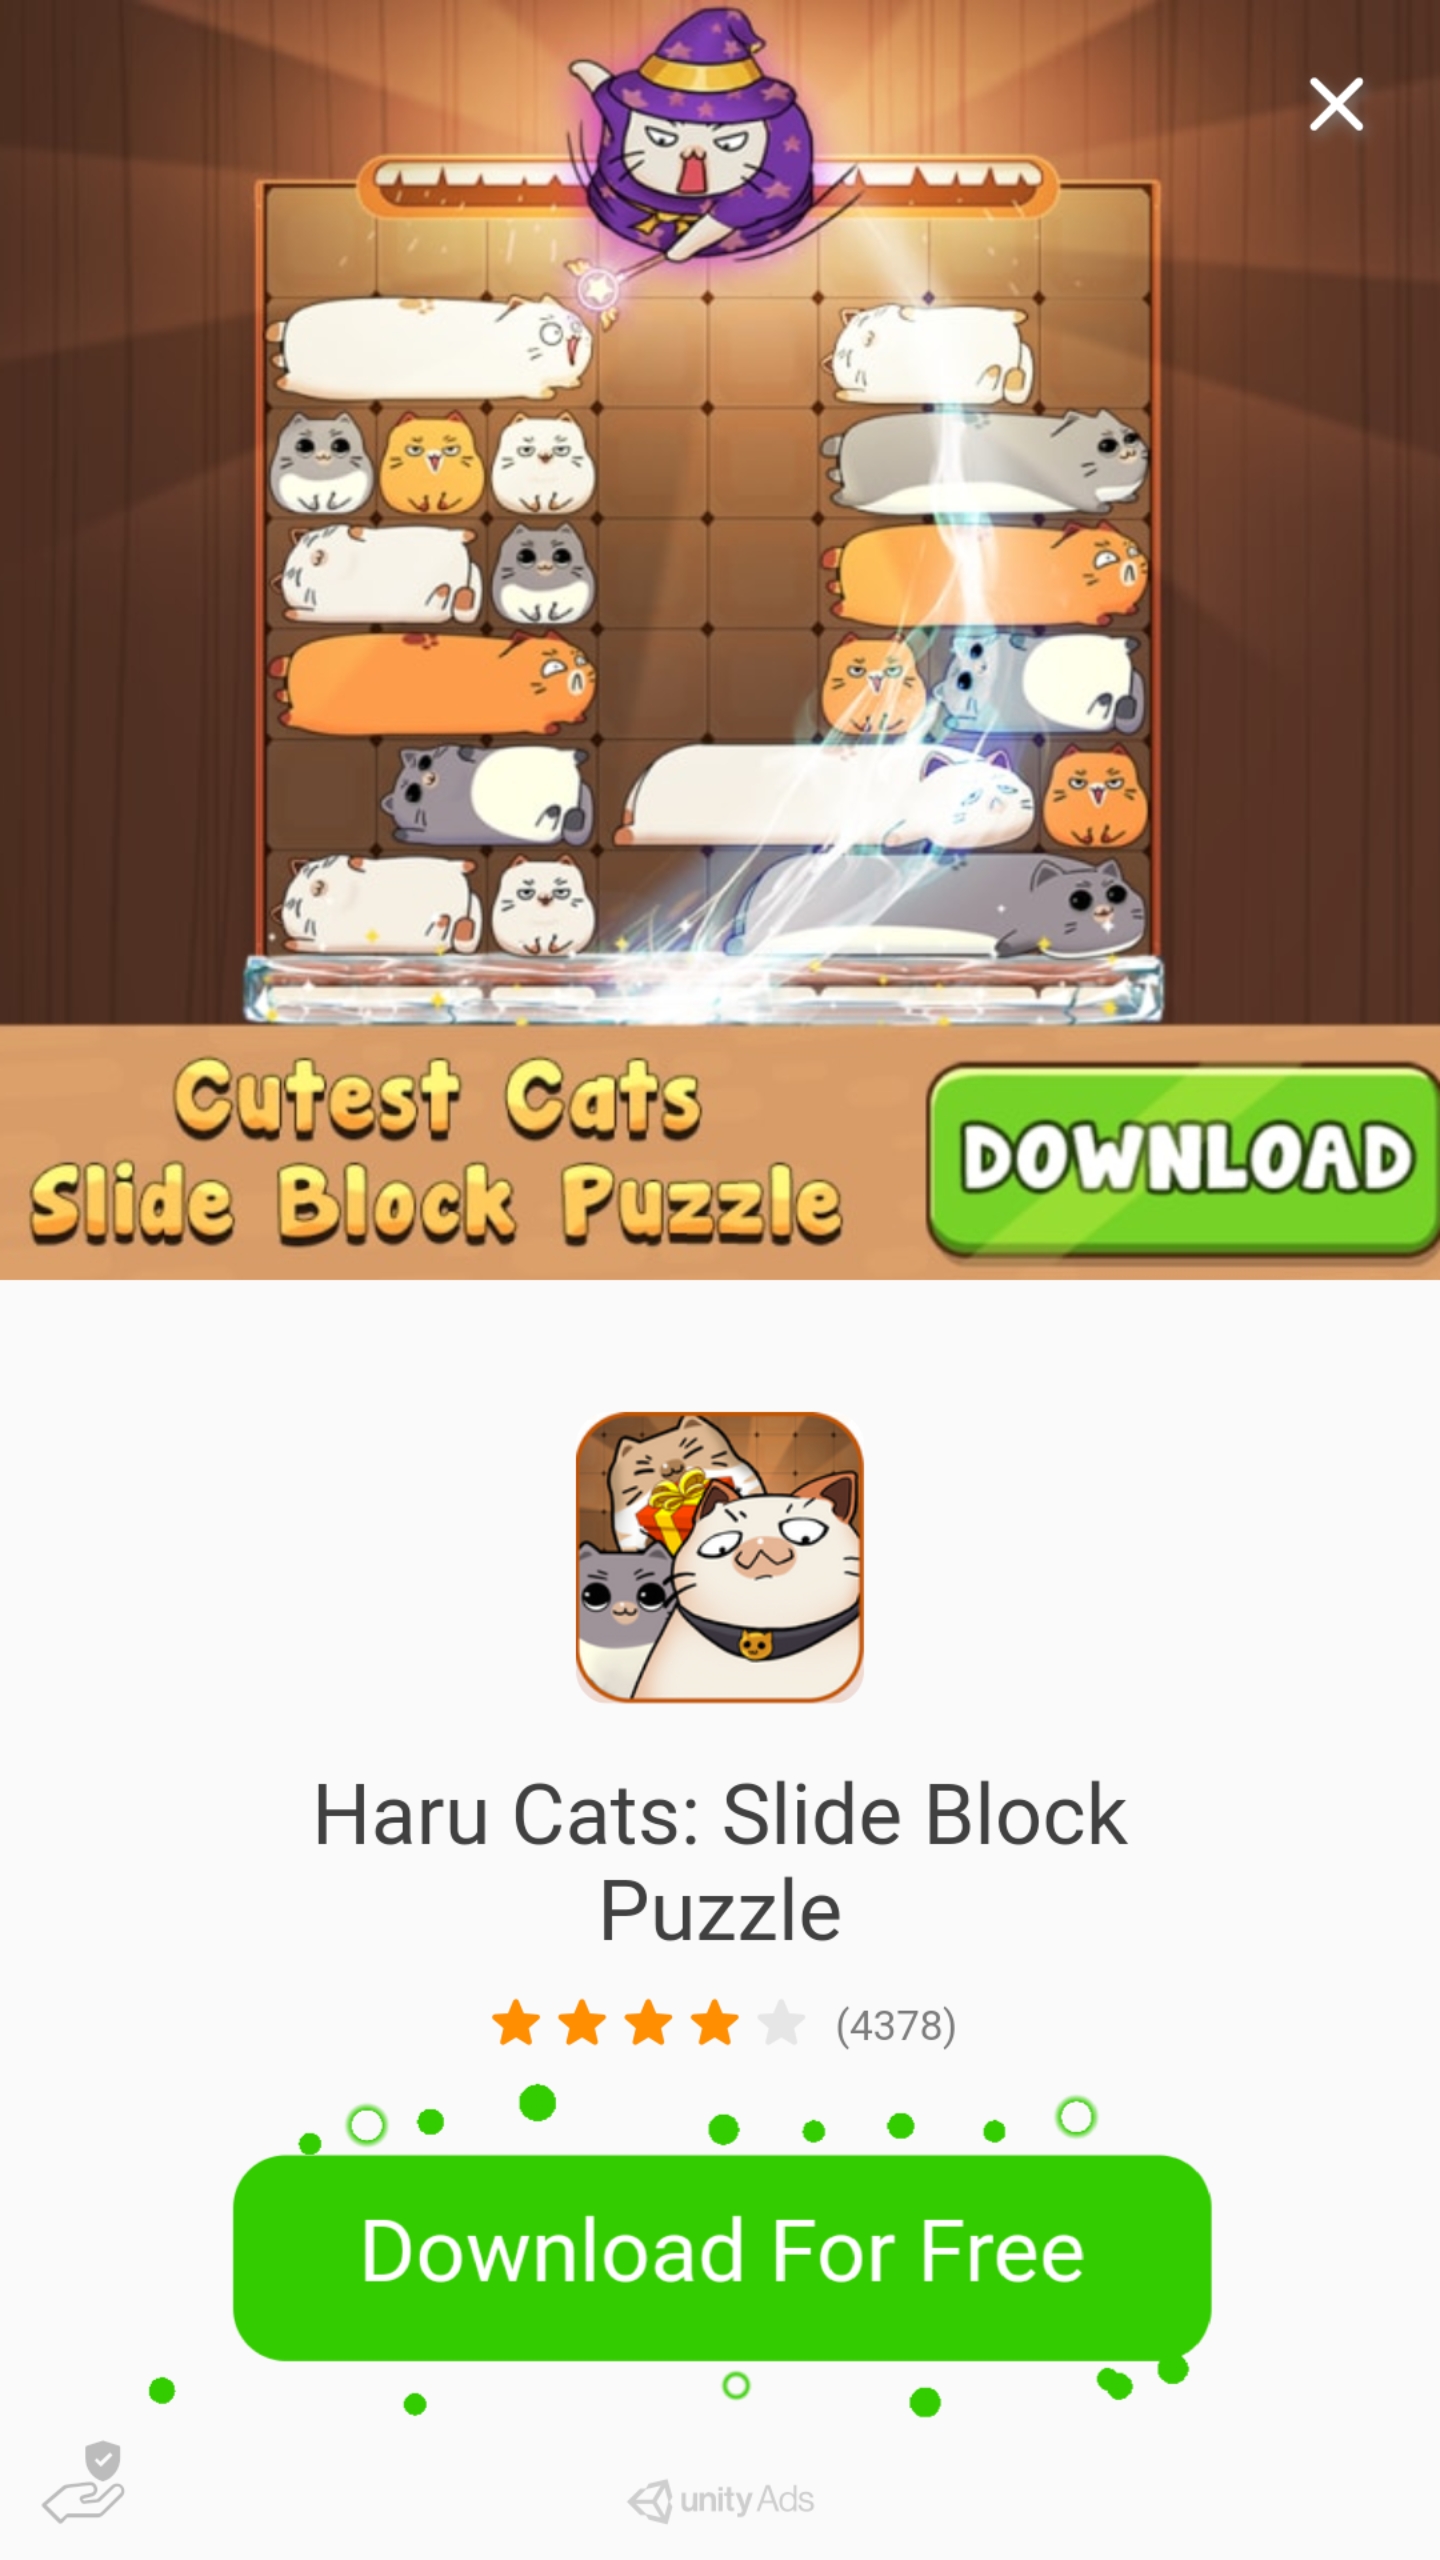 Cutest Cats
Slide Block Puzzle
DOWNLOAD
Haru Cats: Slide Block
Puzzle
(4378)
Download For Free
unity Ads